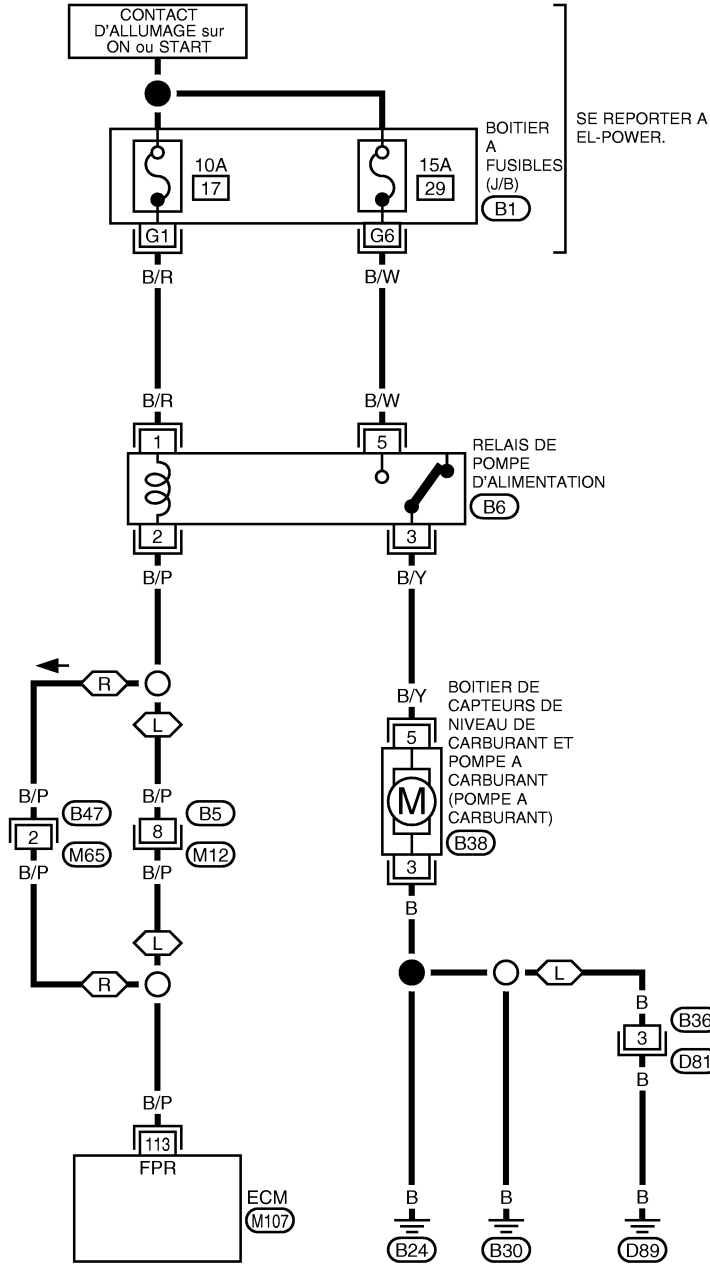 CONTACT
D'ALLUMAGE sur
ON ou START
SE REPORTER A
EL-POWER.
BOITIER
A
FUSIBLES
(J/B)
B1
10A
17
15A
29
G1
G6
B/R
B/W
B/R
B/W
1
5
RELAIS DE
POMPE
D'ALIMENTATION
B6
2
3
B/P
B/Y
R
L
B/Y
BOITIER DE
CAPTEURS DE
NIVEAU DE
CARBURANT ET
POMPE A
CARBURANT
(POMPE A
CARBURANT)
B38
5
M
3
B/P
B/P
B47
B5
2
8
M65
M12
B/P
B/P
B
L
R
L
B
B36
3
D81
B
B/P
113
FPR
ECM
M107
B
B
B
B24
B30
D89